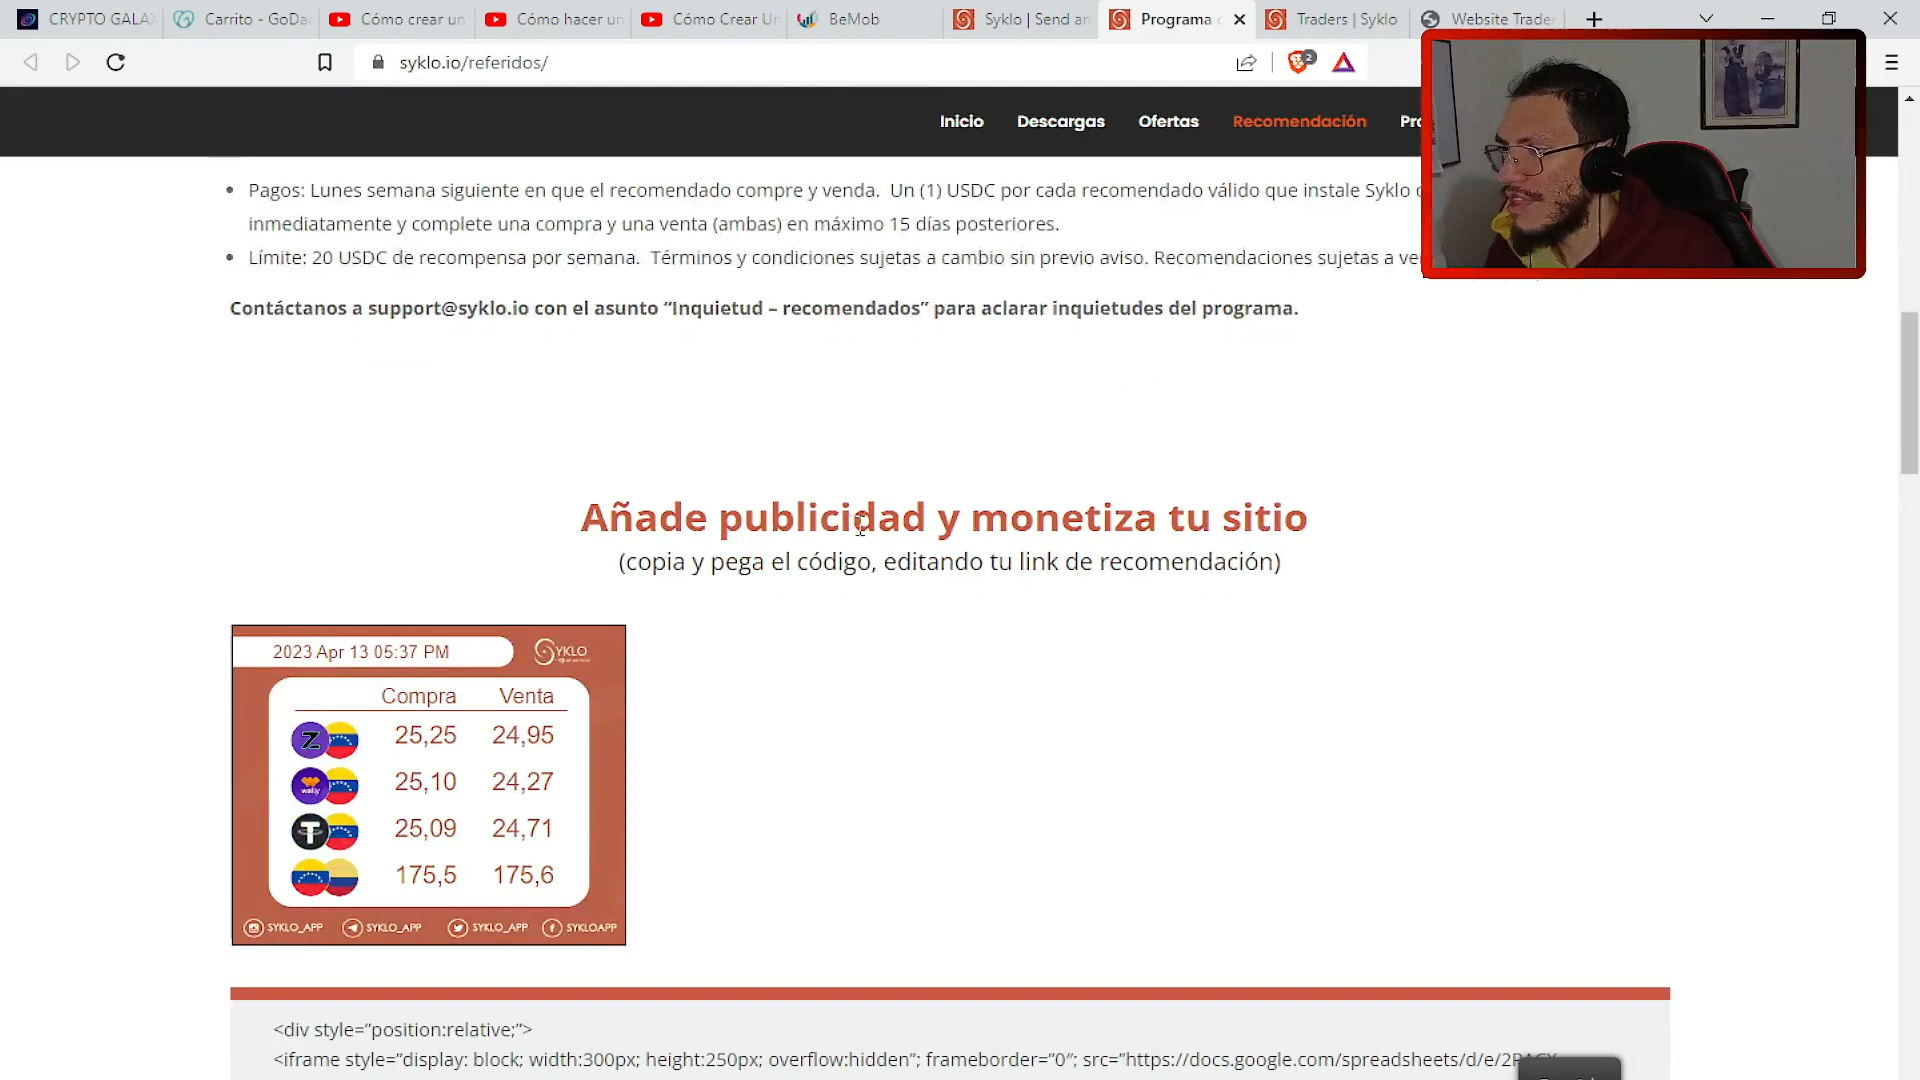 CRYPTO GALAX
Carrito - GoDa
Cómo crear un
Cómo hacer un
Cómo Crear Un
BeMob
Syklo | Send an
Programa
Traders | Syklo
Website Trade
syklo.io/referidos/
2
Inicio Descargas Ofertas Recomendación Pro
• Pagos: Lunes semana siguiente en que el recomendado compre y venda. Un (1) USDC por cada recomendado válido que instale Syklo
inmediatamente y complete una compra y una venta (ambas) en máximo 15 días posteriores.
• Límite: 20 USDC de recompensa por semana. Términos y condiciones sujetas a cambio sin previo aviso. Recomendaciones sujetas a ve
Contáctanos a support@syklo.io con el asunto “Inquietud – recomendados” para aclarar inquietudes del programa.
Añade publicidad y monetiza tu sitio
(copia y pega el código, editando tu link de recomendación)
2023 Apr 13 05:37 PM SYKLO
Compra Venta
25,25 24,95
wally 25,10 24,27
25,09 24,71
175,5 175,6
SYKLO_APP SYKLO_APP SYKLO_APP SYKLOAPP
<div style=”position:relative;”>
<iframe style=”display: block; width:300px; height:250px; overflow:hidden”; frameborder=”0″; src=”https://docs.google.com/spreadsheets/d/e/2PACX-